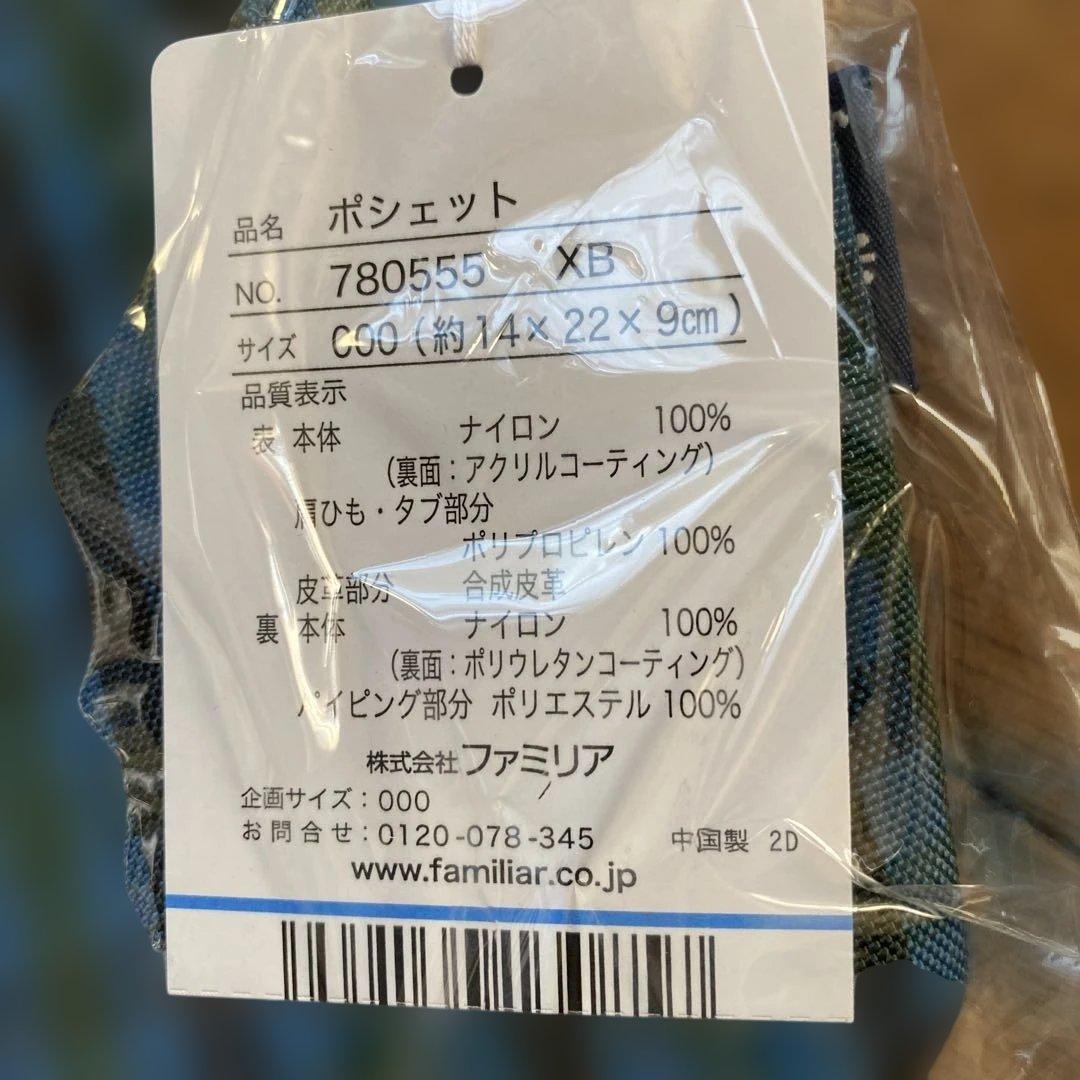 品名 ポシェット
NO. 780555 XB
サイズ 000 (約14×22×9cm)
品質表示
表 本体 ナイロン 100%
(裏面:アクリルコーティング)
肩ひも・タブ部分
ポリプロピレン 100%
皮革部分 合成皮革
裏 本体 ナイロン 100%
(裏面:ポリウレタンコーティング)
パイピング部分 ポリエステル 100%
株式会社ファミリア
企画サイズ:000
お問合せ:0120-078-345 中国製 2D
www.familiar.co.jp